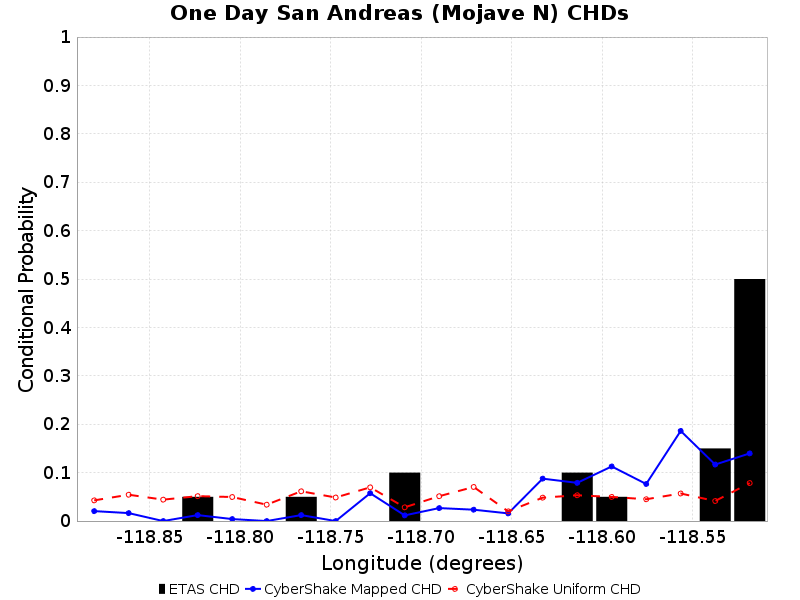 One Day San Andreas (Mojave N) CHDs
1
0.9
0.8
0.7
0.6
0.5
0.4
0.3
0.2
0.1
0
Conditional Probability
-118.85 -118.80 -118.75 -118.70 -118.65 -118.60 -118.55
Longitude (degrees)
ETAS CHD CyberShake Mapped CHD CyberShake Uniform CHD